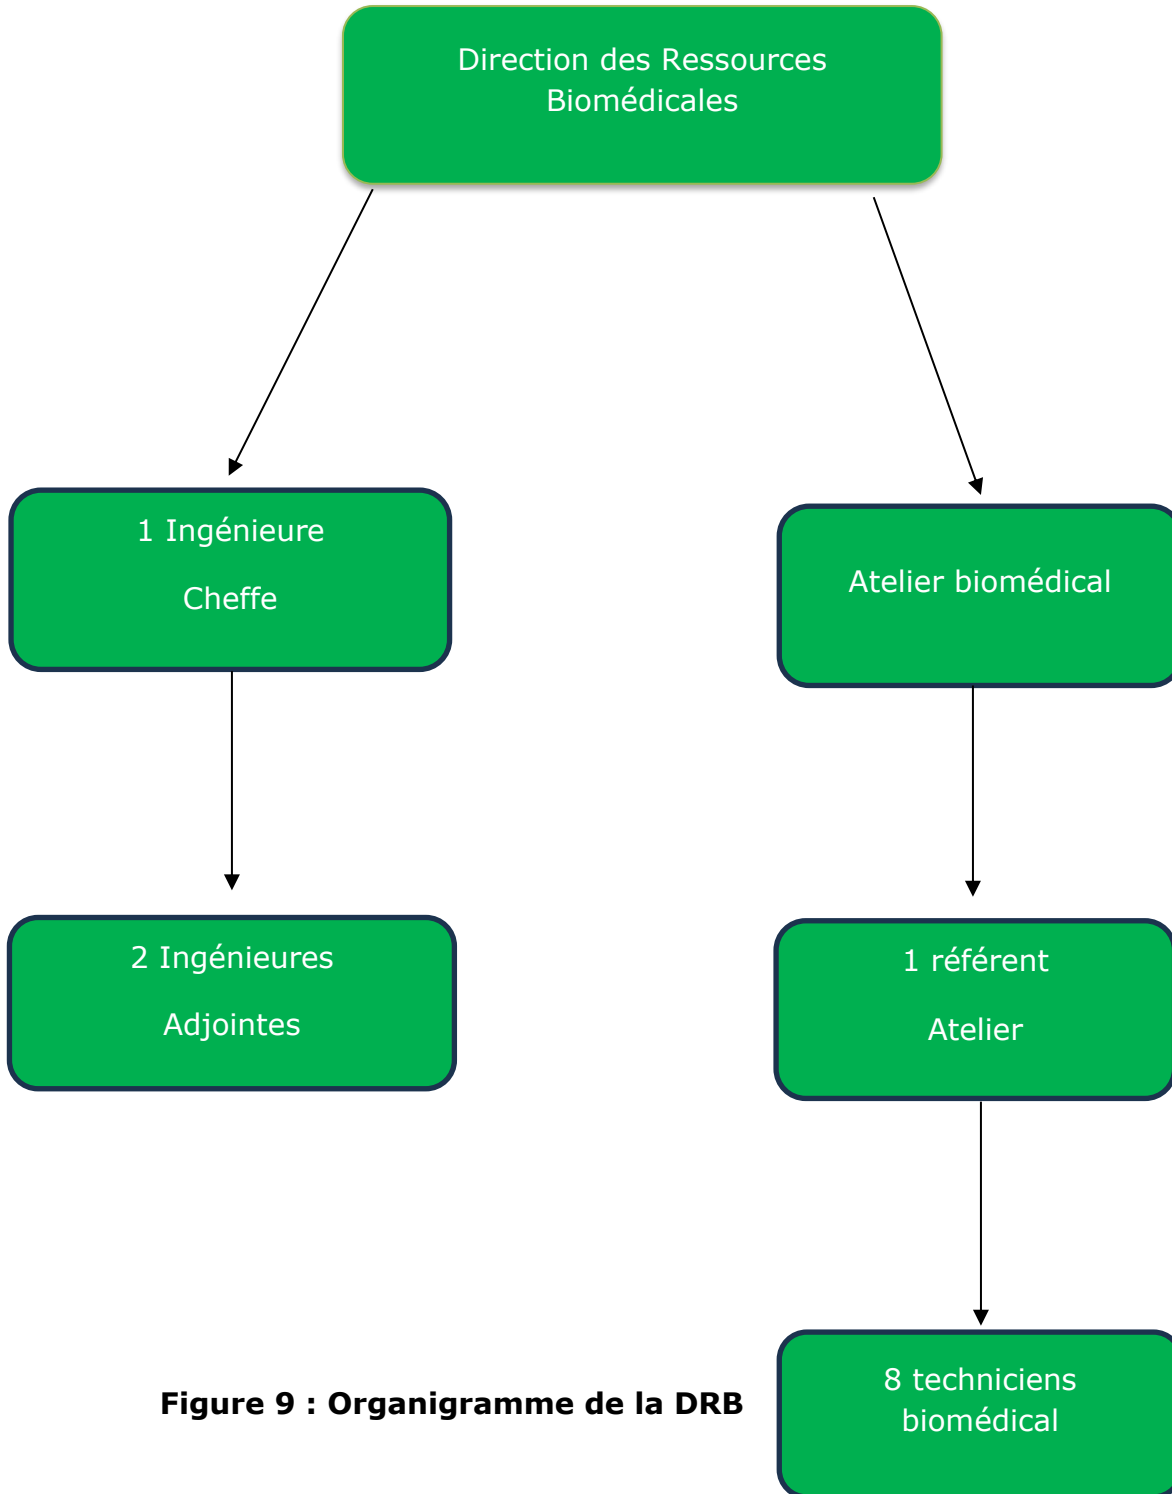 Direction des Ressources
Biomédicales
1 Ingénieure
Cheffe
Atelier biomédical
2 Ingénieures
Adjointes
1 référent
Atelier
8 techniciens
biomédical
Figure 9 : Organigramme de la DRB